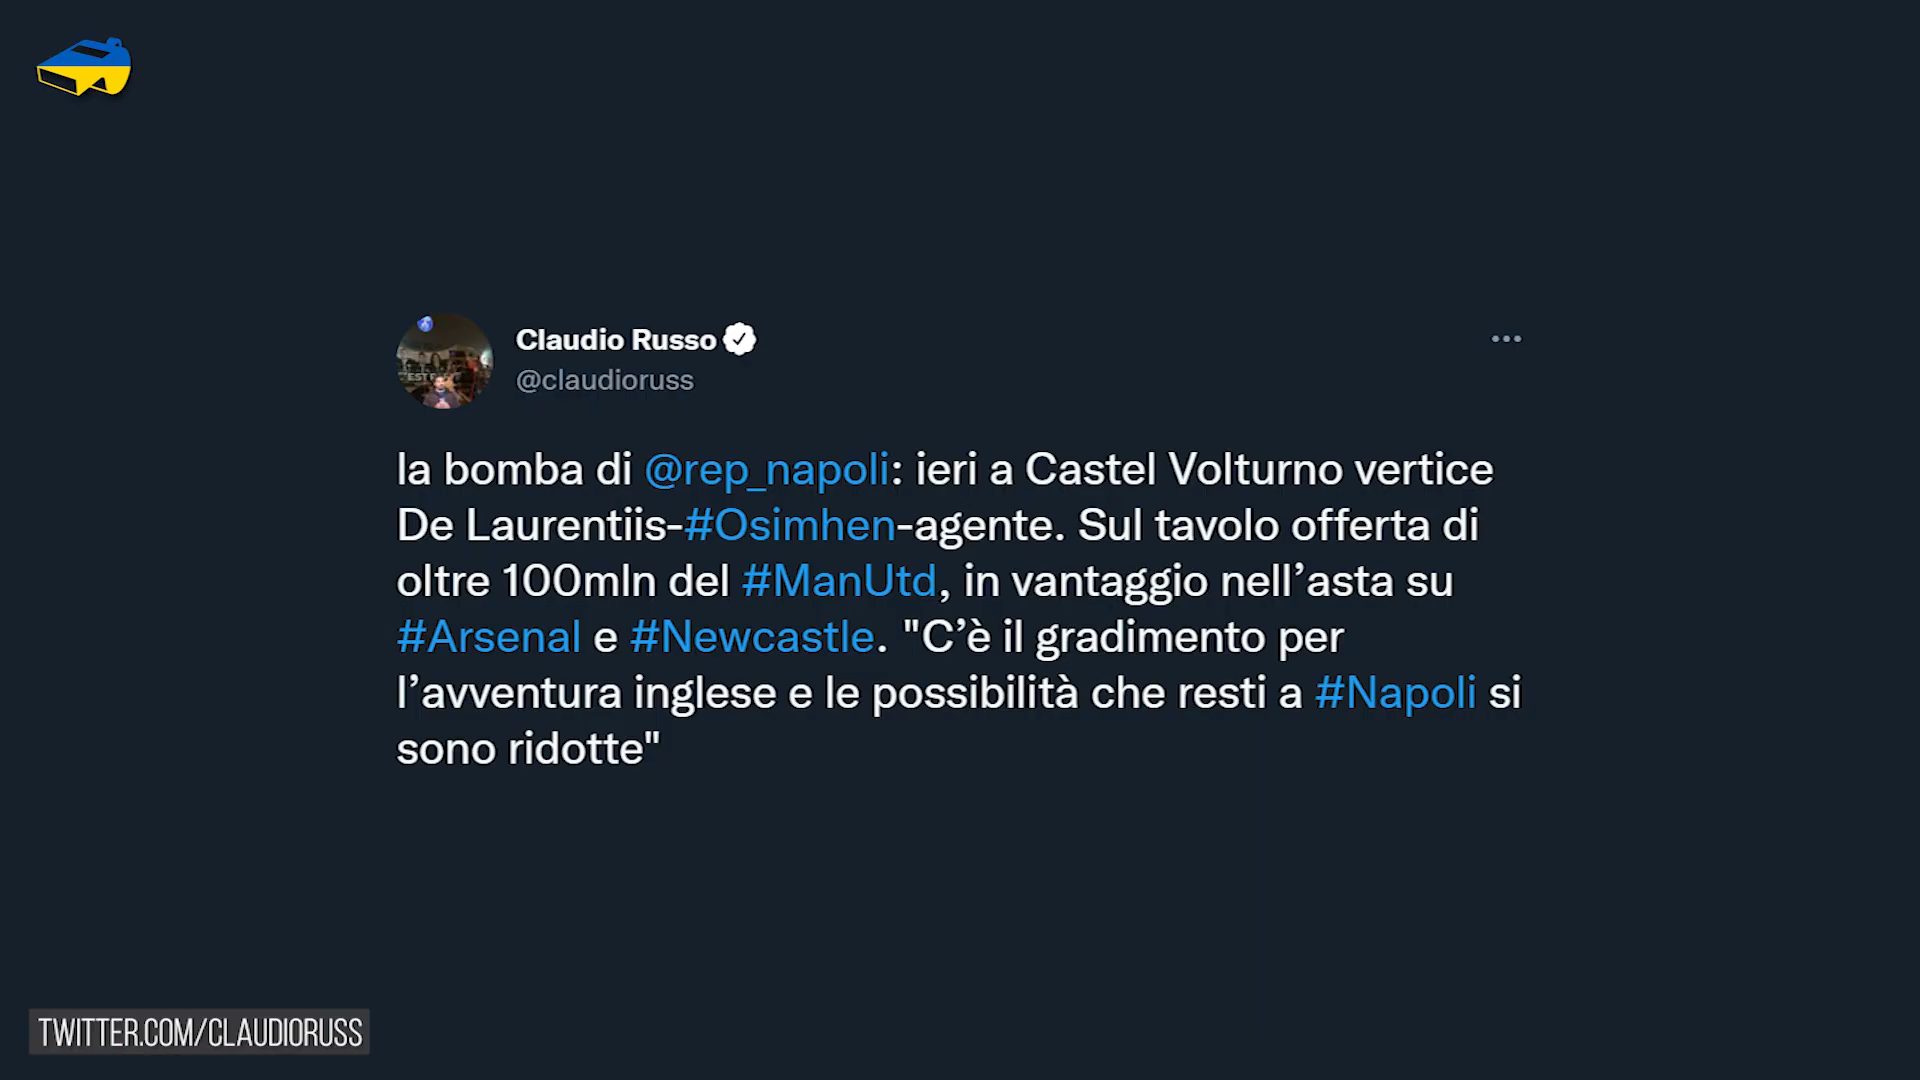 Claudio Russo
@claudioruss
la bomba di @rep_napoli: ieri a Castel Volturno vertice
De Laurentiis-#Osimhen-agente. Sul tavolo offerta di
oltre 100mln del #ManUtd, in vantaggio nell’asta su
#Arsenal e #Newcastle. "C’è il gradimento per
l’avventura inglese e le possibilità che resti a #Napoli si
sono ridotte"
TWITTER.COM/CLAUDIORUSS